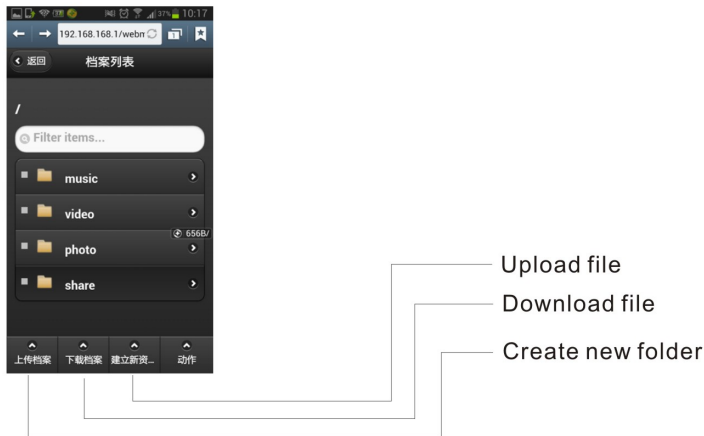 37% 10:17
192.168.168.1/webm
1
返回
档案列表
/
Filter items...
music
video
656B/
photo
share
上传档案 下载档案 建立新资... 动作
Upload file
Download file
Create new folder